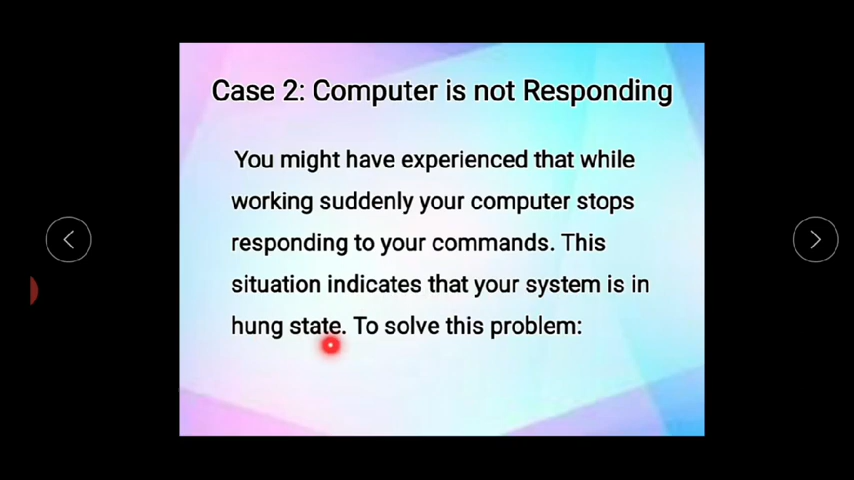 Case 2: Computer is not Responding
You might have experienced that while
working suddenly your computer stops
responding to your commands. This
situation indicates that your system is in
hung state. To solve this problem: